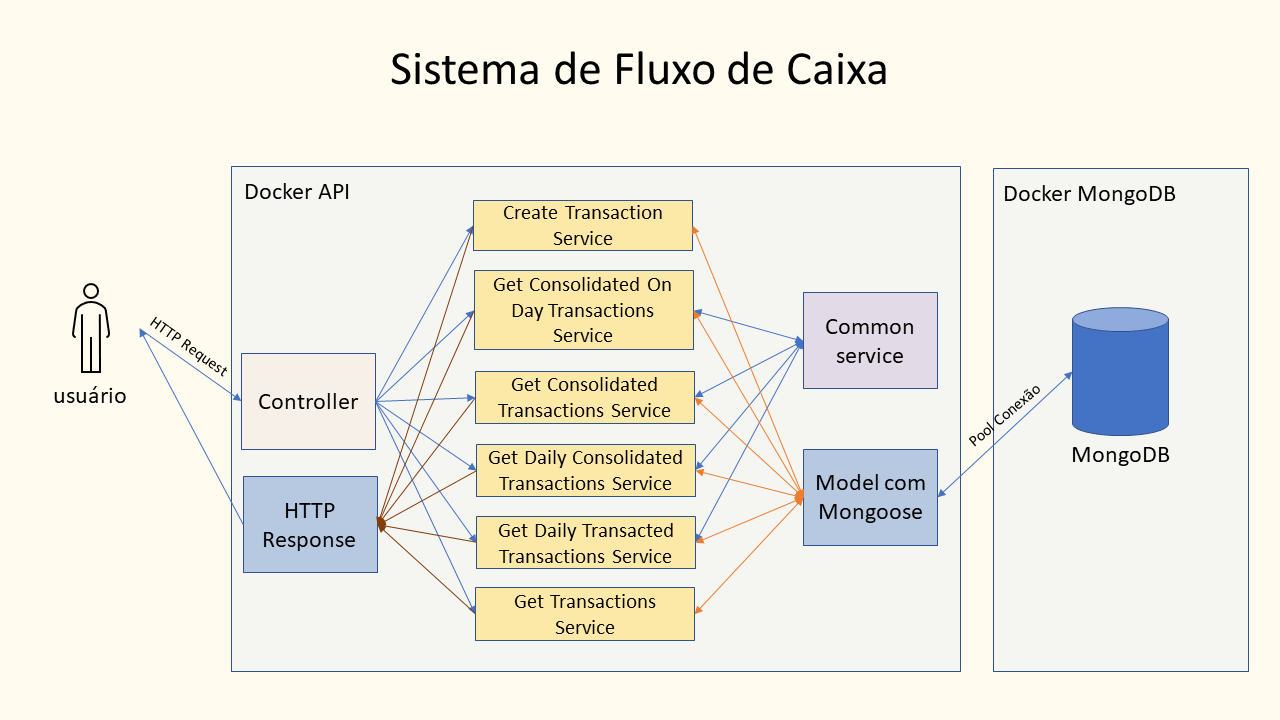 Sistema de Fluxo de Caixa
Docker API
Docker MongoDB
Create Transaction
Service
Get Consolidated On
Day Transactions
Service
Common
service
HTTP Request
usuário
Controller
Get Consolidated
Transactions Service
Pool Conexão
MongoDB
Get Daily Consolidated
Transactions Service
Model com
Mongoose
HTTP
Response
Get Daily Transacted
Transactions Service
Get Transactions
Service